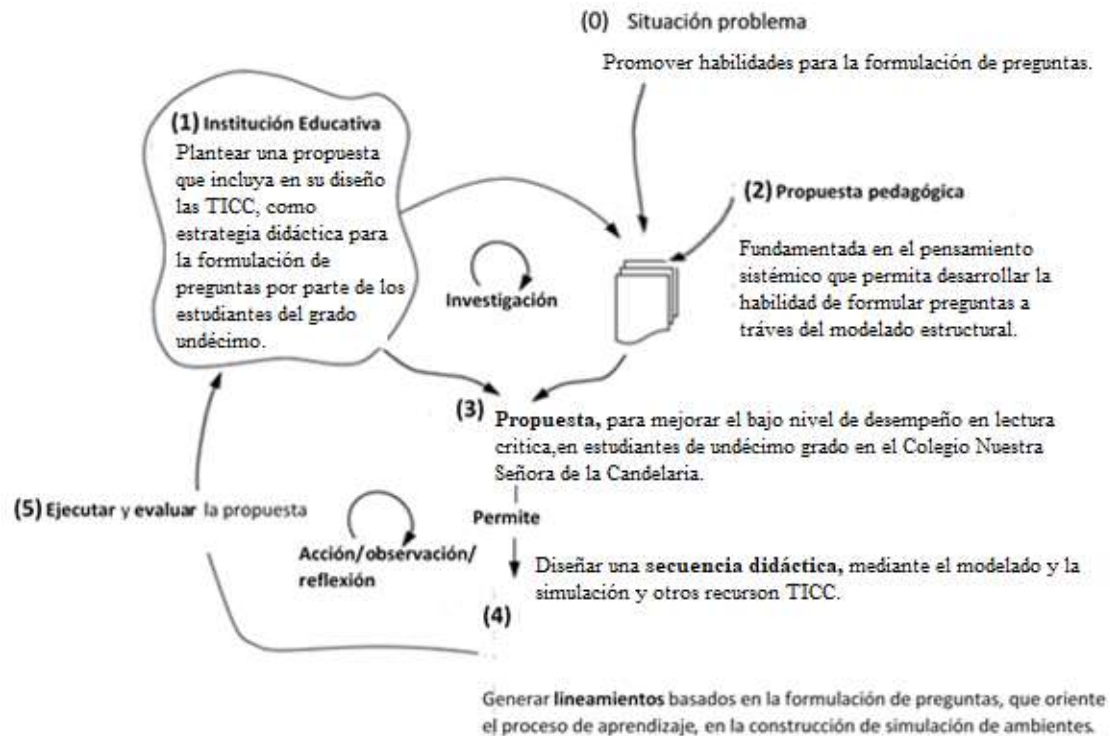 (0) Situación problema
Promover habilidades para la formulación de preguntas.
(1) Institución Educativa
Plantear una propuesta
que incluya en su diseño
las TICC, como
estrategia didáctica para
la formulación de
preguntas por parte de los
estudiantes del grado
undécimo.
(2) Propuesta pedagógica
Fundamentada en el pensamiento
sistémico que permita desarrollar la
habilidad de formular preguntas a
tráves del modelado estructural.
Investigación
(3) Propuesta, para mejorar el bajo nivel de desempeño en lectura
critica,en estudiantes de undécimo grado en el Colegio Nuestra
Señora de la Candelaria.
(5) Ejecutar y evaluar la propuesta
Permite
Acción/observación/
reflexión
Diseñar una secuencia didáctica, mediante el modelado y la
simulación y otros recurson TICC.
(4)
Generar lineamientos basados en la formulación de preguntas, que oriente
el proceso de aprendizaje, en la construcción de simulación de ambientes.